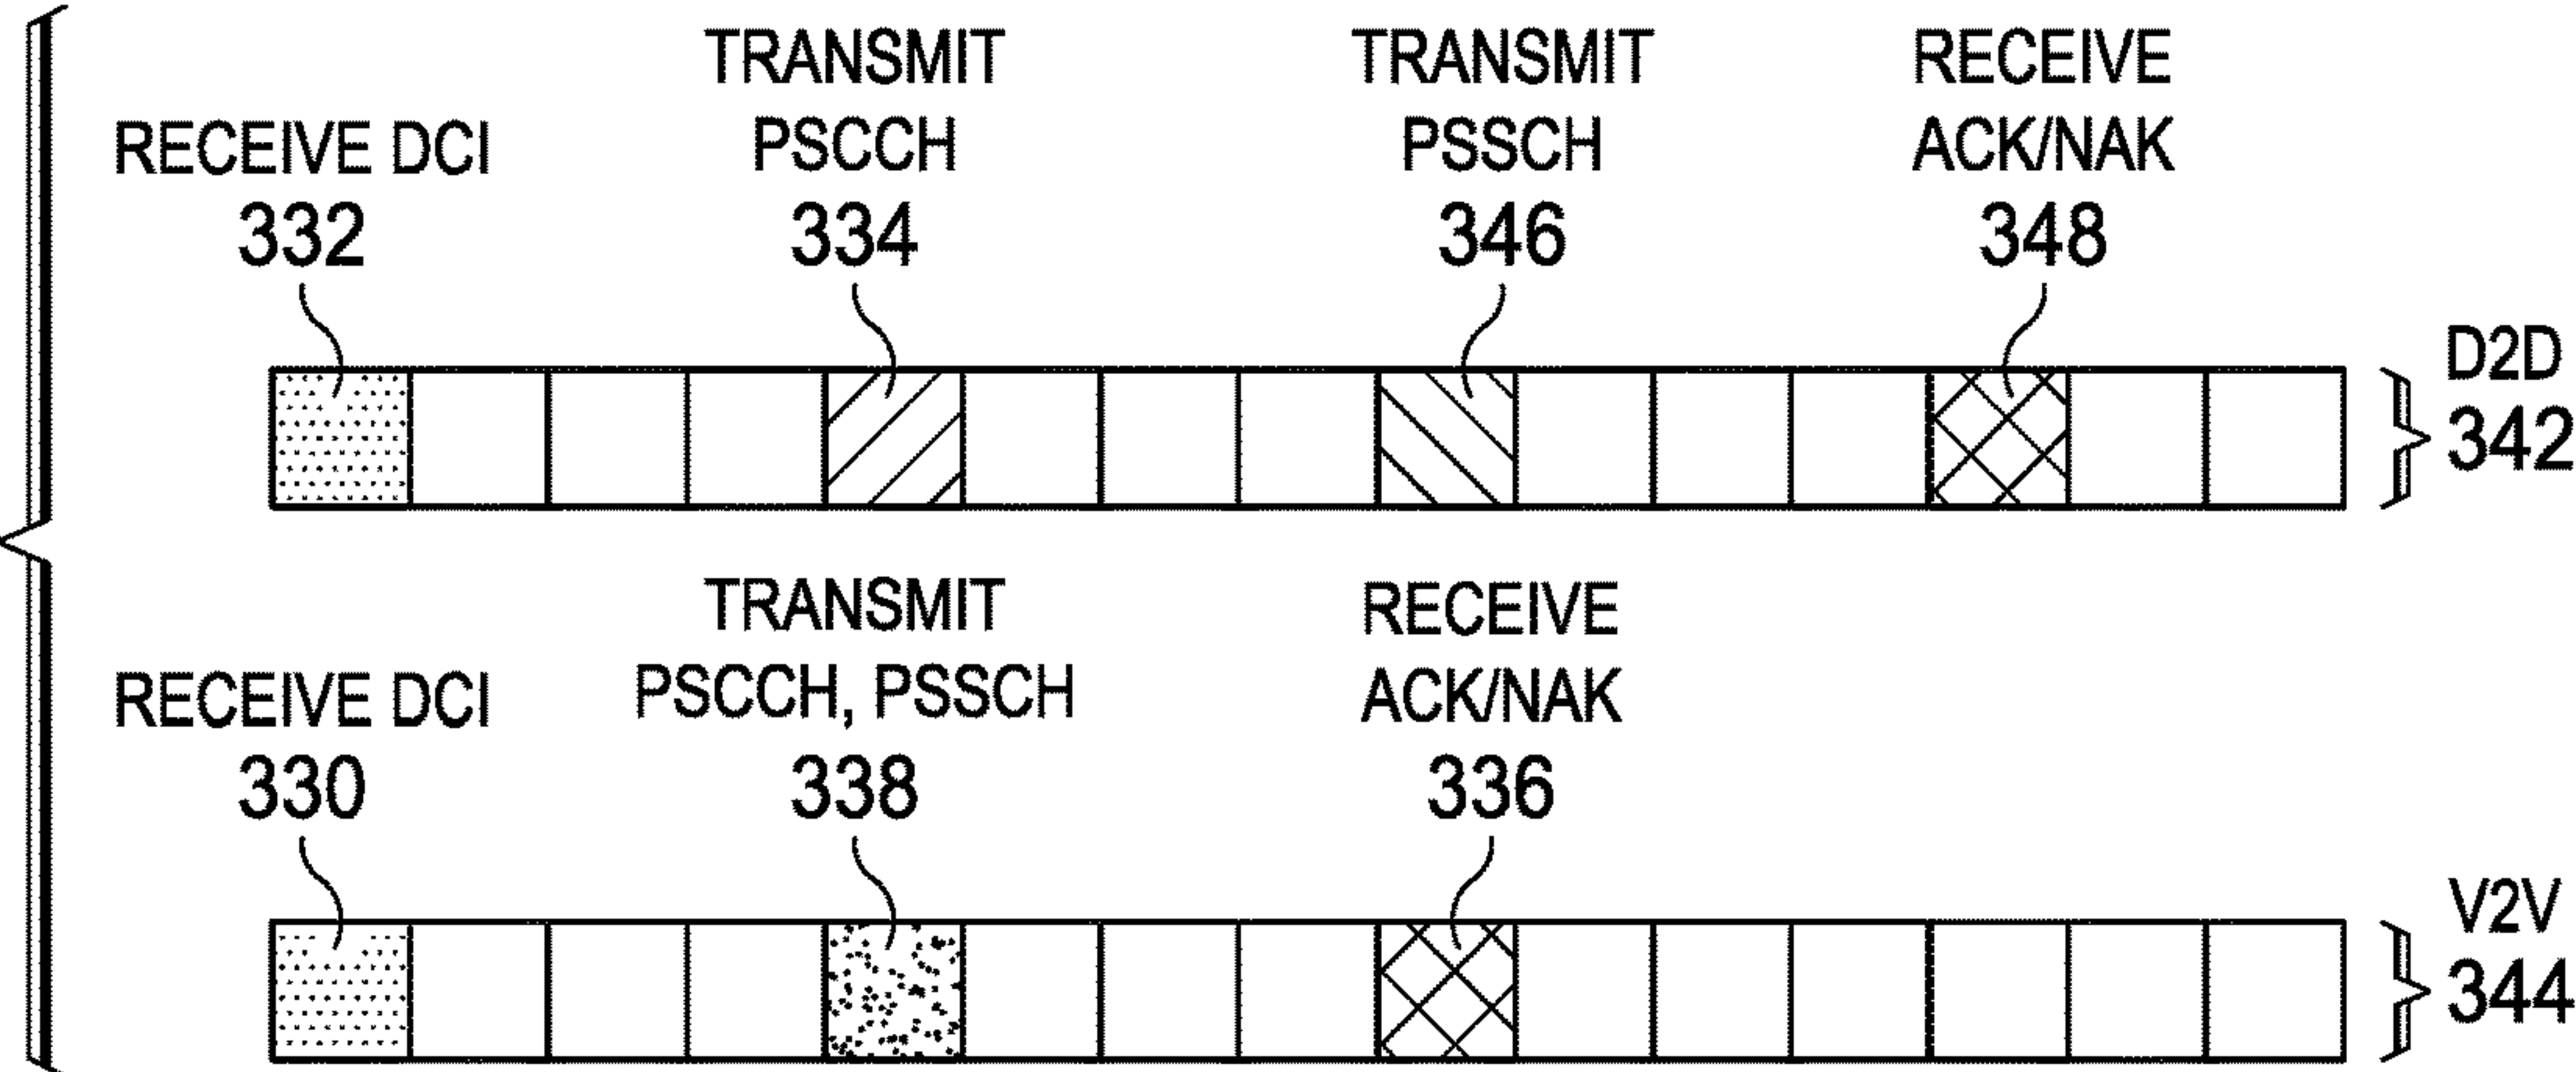 RECEIVE DCI
332
TRANSMIT
PSCCH
334
TRANSMIT
PSSCH
346
RECEIVE
ACK/NAK
348
D2D
342
RECEIVE DCI
330
TRANSMIT
PSCCH, PSSCH
338
RECEIVE
ACK/NAK
336
V2V
344